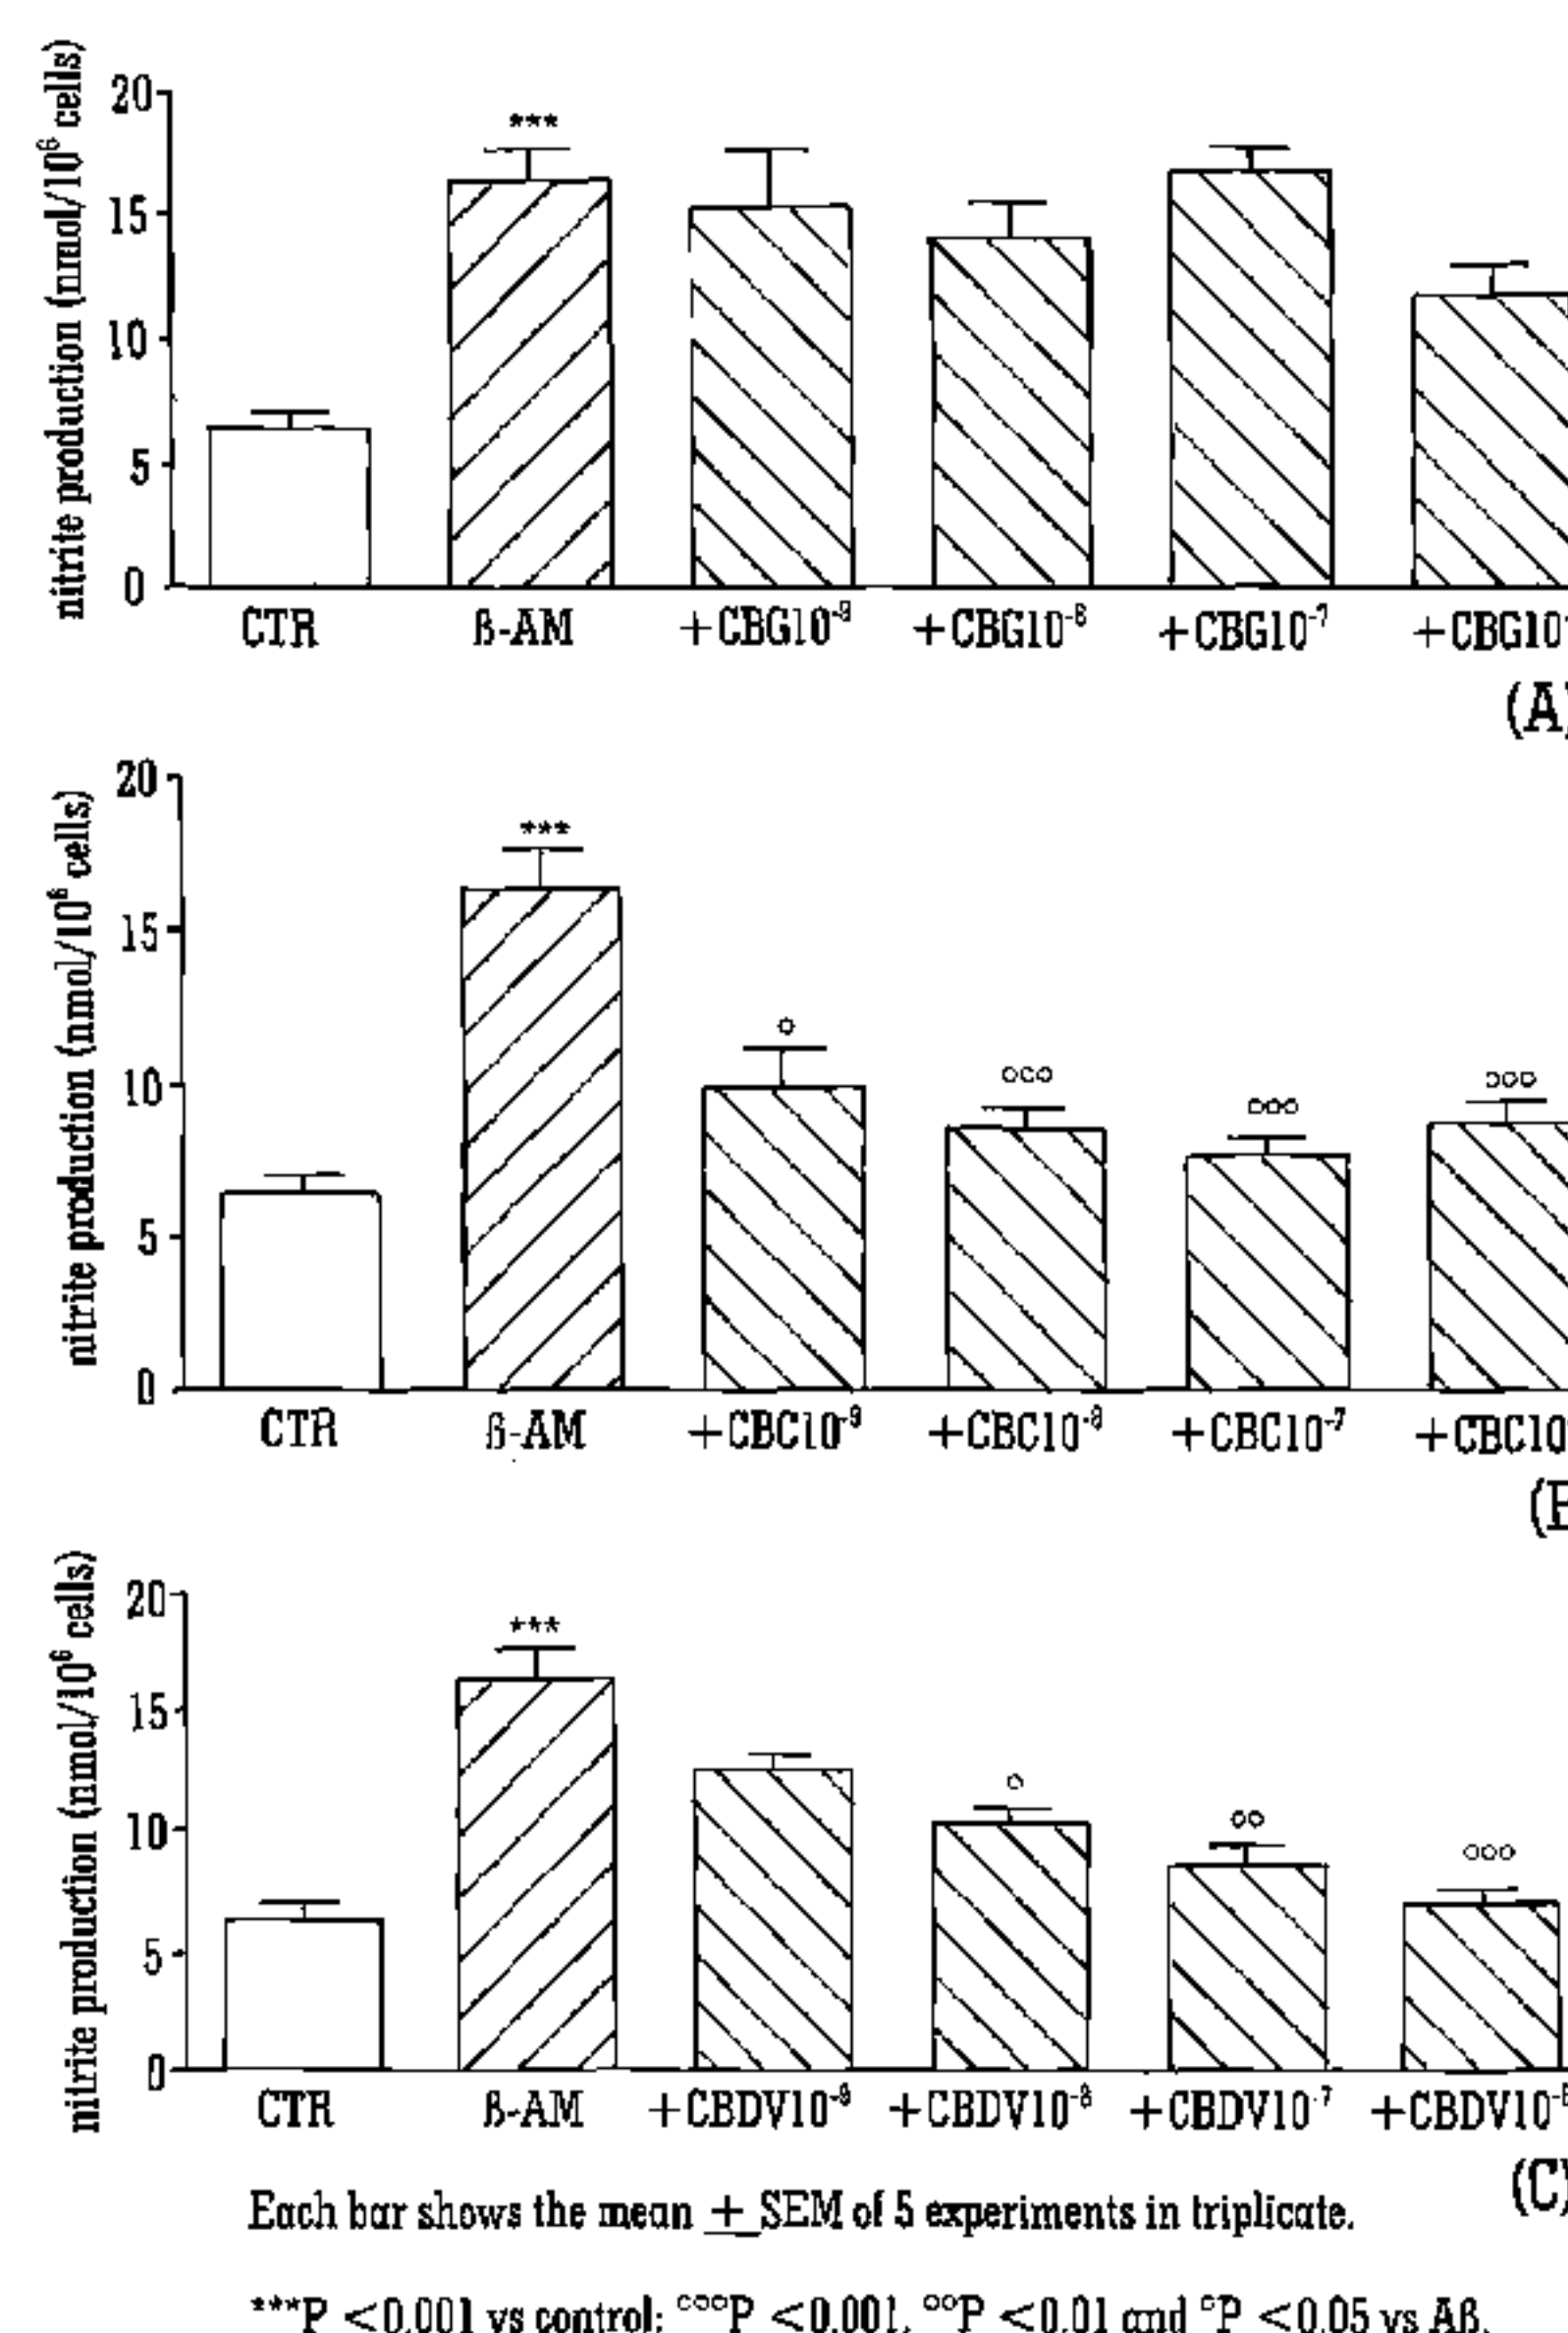 nitrite production (nmol/10⁶ cells)
20
15
10
5
0
***
CTR
ß-AM
+CBG10⁻⁹
+CBG10⁻⁸
+CBG10⁻⁷
+CBG10⁻
(A)
nitrite production (nmol/10⁶ cells)
20
15
10
5
0
***
°
°°°
°°°
°°°
CTR
ß-AM
+CBC10⁻⁹
+CBC10⁻⁸
+CBC10⁻⁷
+CBC10
nitrite production (nmol/10⁶ cells)
20
15
10
5
0
***
°
°°
°°°
CTR
ß-AM
+CBDV10⁻⁹
+CBDV10⁻⁸
+CBDV10⁻⁷
+CBDV10⁻⁶
(C)
Each bar shows the mean ± SEM of 5 experiments in triplicate.
***P <0.001 vs control; °°°P <0.001, °°P <0.01 and °P <0.05 vs Aß.